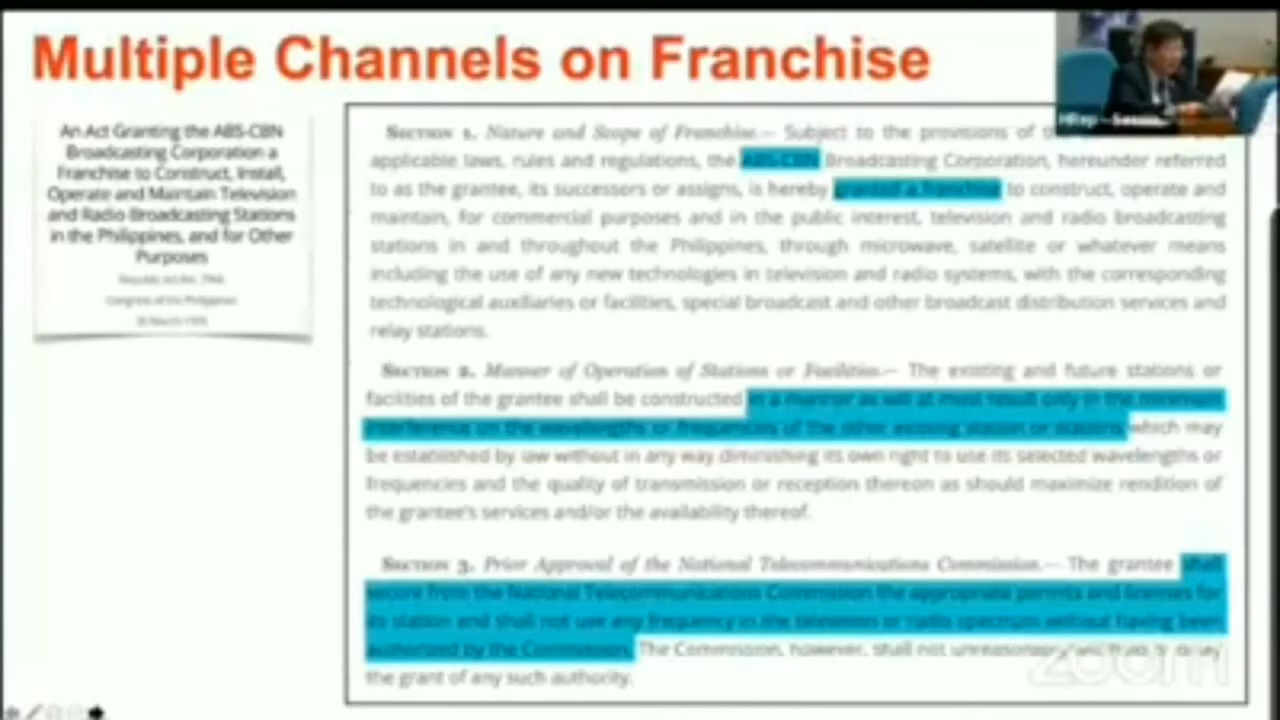 Multiple Channels on Franchise
An Act Granting the ABS-CBN
Broadcasting Corporation a
Franchise to Construct, Install,
Operate and Maintain Television
and Radio Broadcasting Stations
in the Philippines, and for Other
Purposes
Congress of the Philippines
SECTION 1. Nature and Scope of Franchise.— Subject to the provisions of
applicable laws, rules and regulations, the ABS-CBN Broadcasting Corporation, hereunder referred
to as the grantee, its successors or assigns, is hereby granted a franchise to construct, operate and
maintain, for commercial purposes and in the public interest, television and radio broadcasting
stations in and throughout the Philippines, through microwave, satellite or whatever means
including the use of any new technologies in television and radio systems, with the corresponding
technological auxiliaries or facilities, special broadcast and other broadcast distribution services and
relay stations.
SECTION 2. Manner of Operation of Stations or Facilities.— The existing and future stations or
facilities of the grantee shall be constructed in a manner as will at most result only in the minimum
interference on the wavelengths or frequencies of the other existing station or stations which may
be established by law without in any way diminishing its own right to use its selected wavelengths or
frequencies and the quality of transmission or reception thereon as should maximize rendition of
the grantee's services and/or the availability thereof.
SECTION 3. Prior Approval of the National Telecommunications Commission.— The grantee shall
secure from the National Telecommunications Commission the appropriate permits and licenses for
its station and shall not use any frequency in the television or radio spectrum without having been
authorized by the Commission. The Commission, however, shall not
the grant of any such authority.
zoom